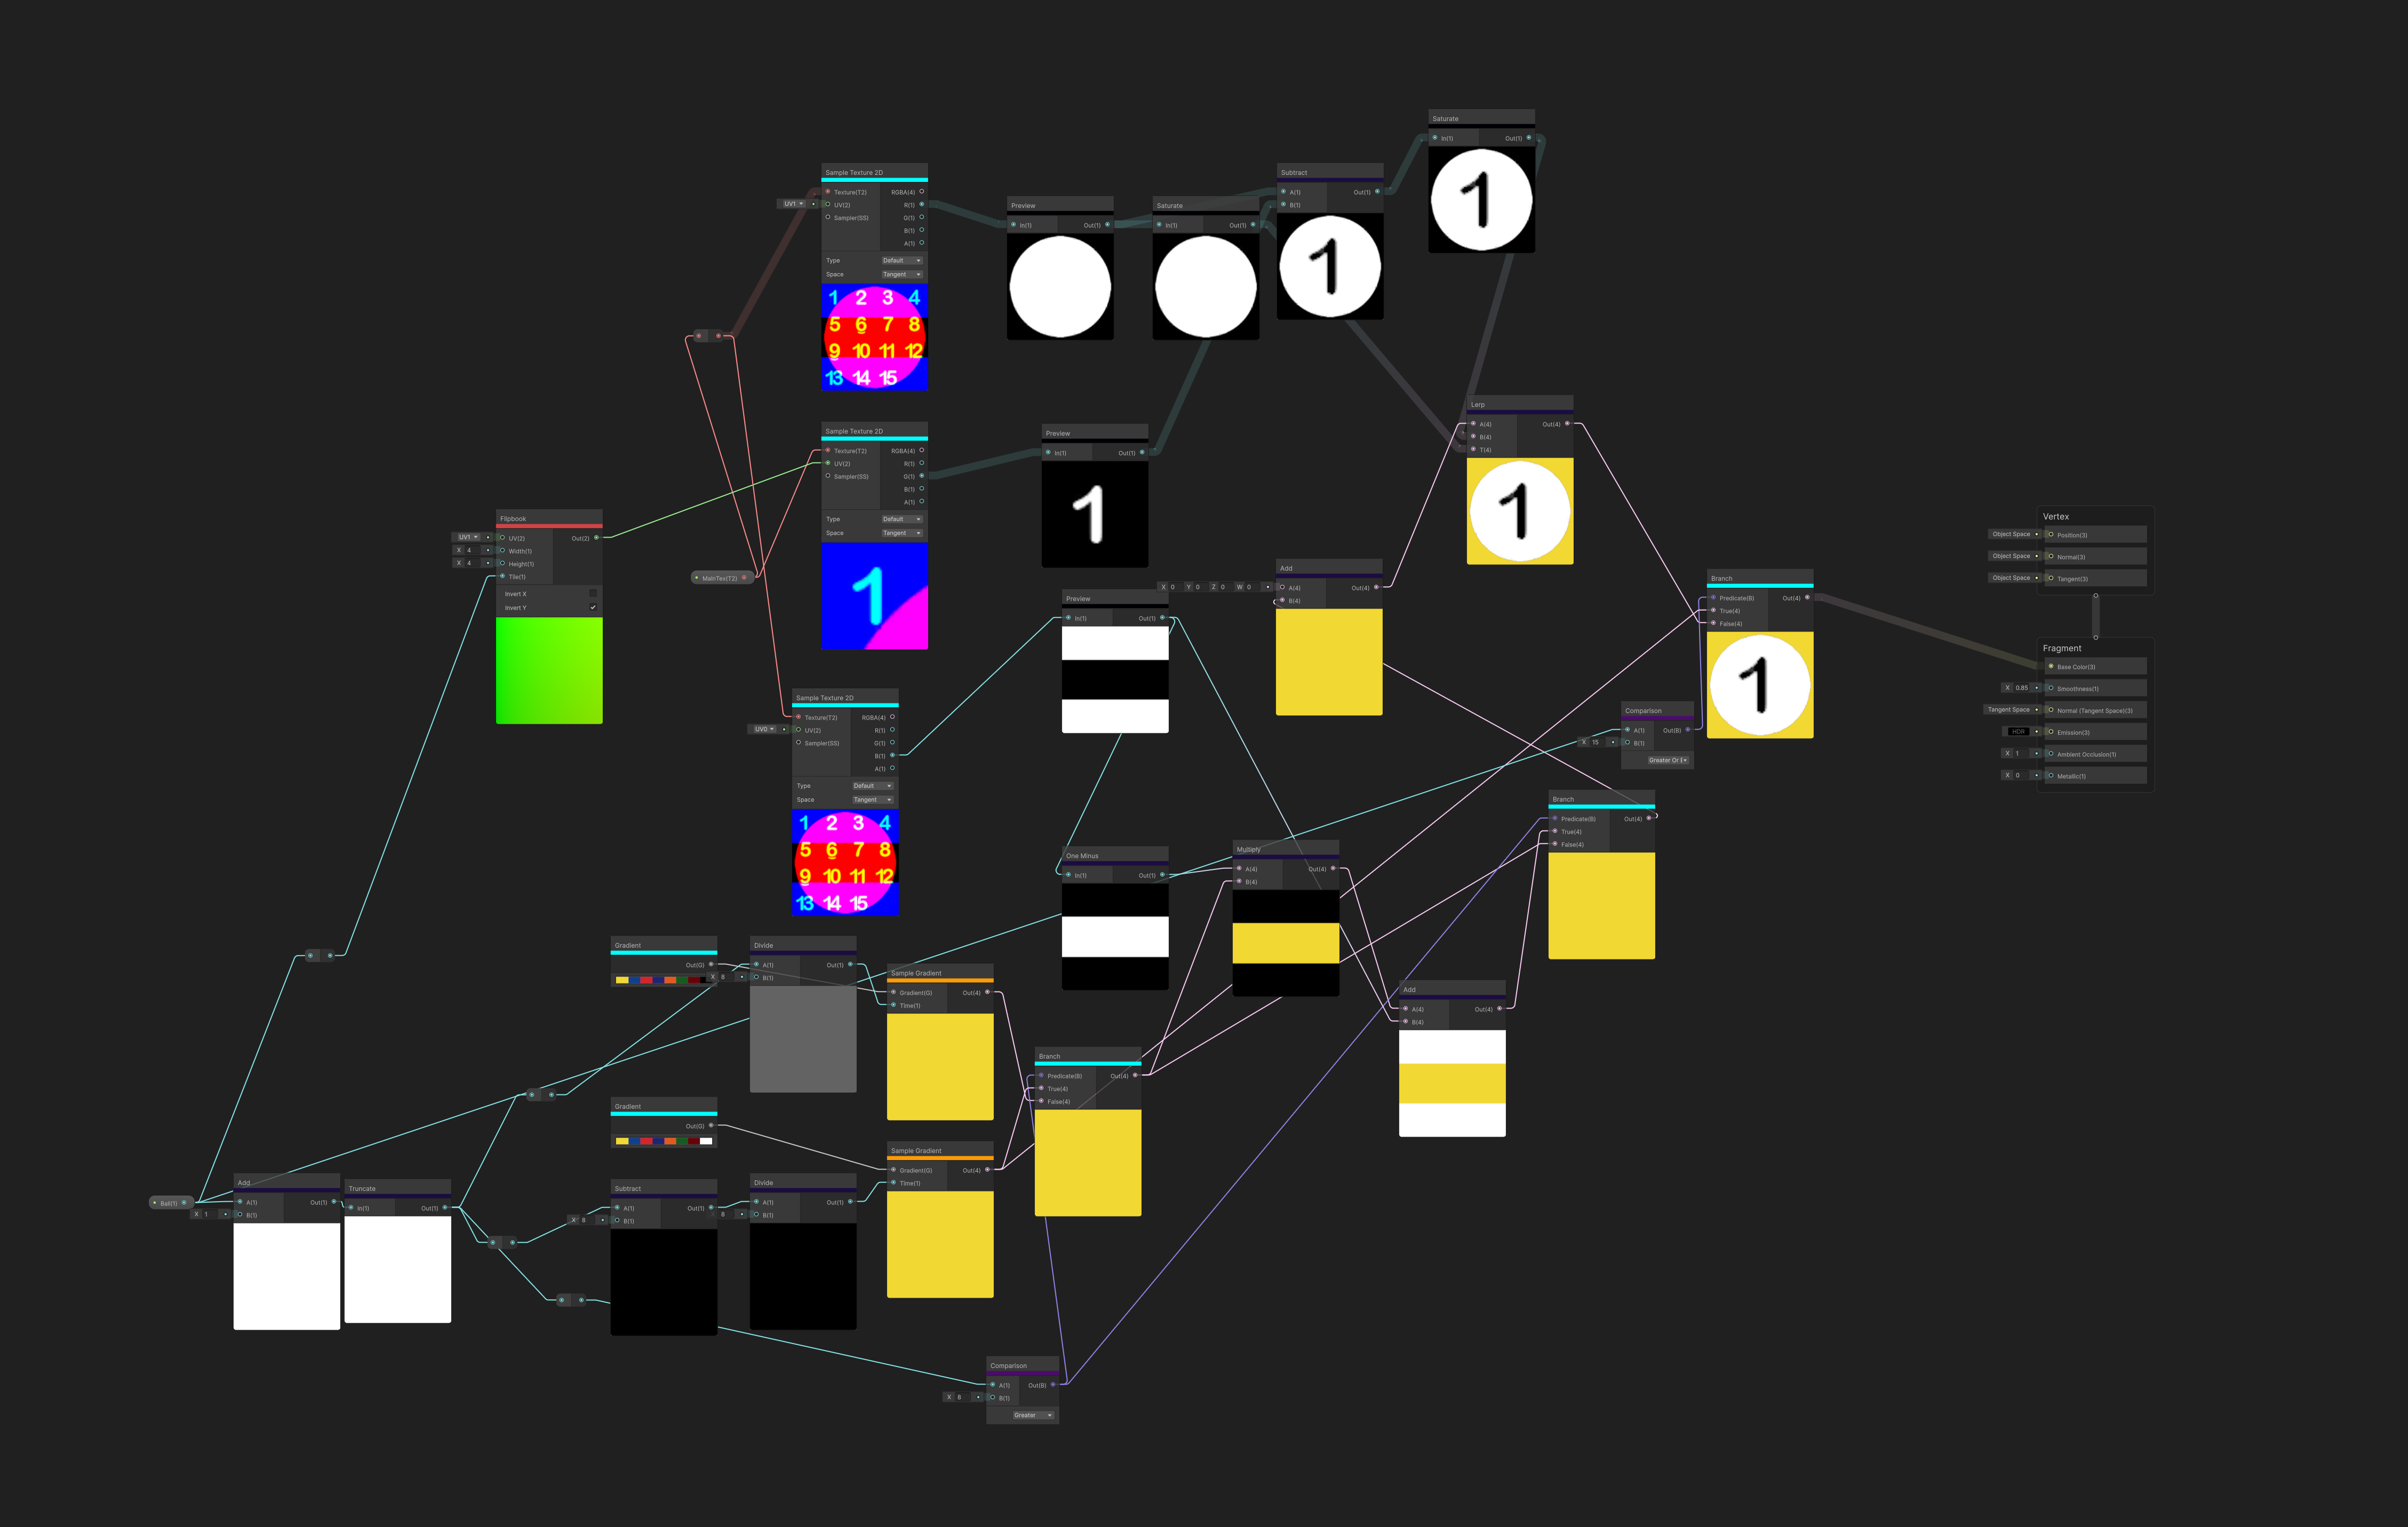 Saturate
In(1) Out(1)
1
Sample Texture 2D
Texture(T2) RGBA(4)
UV1 UV(2) R(1)
Sampler(SS) G(1)
B(1)
A(1)
Type Default
Space Tangent
1 2 3 4
5 6 7 8
9 10 11 12
13 14 15
Preview
In(1) Out(1)
Saturate
In(1) Out(1)
Subtract
A(1) Out(1)
B(1)
1
Lerp
A(4) Out(4)
B(4)
T(4)
1
Sample Texture 2D
Texture(T2) RGBA(4)
UV(2) R(1)
Sampler(SS) G(1)
B(1)
A(1)
Type Default
Space Tangent
1
Preview
In(1) Out(1)
1
Flipbook
UV1 UV(2) Out(2)
X 4 Width(1)
X 4 Height(1)
Tile(1)
Invert X
Invert Y
MainTex(T2)
Add
X 0 Y 0 Z 0 W 0 A(4) Out(4)
B(4)
Preview
In(1) Out(1)
Branch
Predicate(B) Out(4)
True(4)
False(4)
1
Vertex
Object Space Position(3)
Object Space Normal(3)
Object Space Tangent(3)
Fragment
Base Color(3)
X 0.85 Smoothness(1)
Tangent Space Normal (Tangent Space)(3)
HDR Emission(3)
X 1 Ambient Occlusion(1)
X 0 Metallic(1)
Sample Texture 2D
Texture(T2) RGBA(4)
UV0 UV(2) R(1)
Sampler(SS) G(1)
B(1)
A(1)
Type Default
Space Tangent
1 2 3 4
5 6 7 8
9 10 11 12
13 14 15
Comparison
A(1) Out(B)
X 15 B(1)
Greater Or E
Branch
Predicate(B) Out(4)
True(4)
False(4)
One Minus
In(1) Out(1)
Multiply
A(4) Out(4)
B(4)
Gradient
Out(G)
Divide
A(1) Out(1)
X 8 B(1)
Sample Gradient
Gradient(G) Out(4)
Time(1)
Add
A(4) Out(4)
B(4)
Branch
Predicate(B) Out(4)
True(4)
False(4)
Gradient
Out(G)
Sample Gradient
Gradient(G) Out(4)
Time(1)
Ball(1)
Add
A(1) Out(1)
X 1 B(1)
Truncate
In(1) Out(1)
Subtract
A(1) Out(1)
X 8 B(1)
Divide
A(1) Out(1)
8 B(1)
Comparison
A(1) Out(B)
X 8 B(1)
Greater